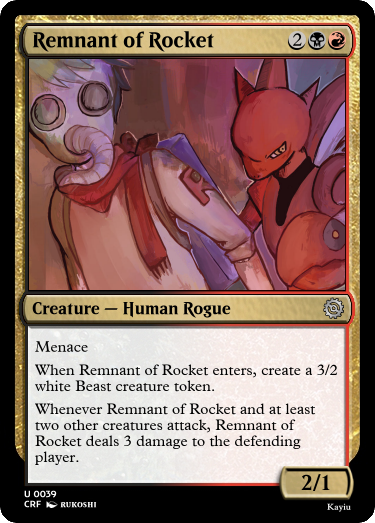 Remnant of Rocket 2
Creature — Human Rogue
Menace
When Remnant of Rocket enters, create a 3/2
white Beast creature token.
Whenever Remnant of Rocket and at least
two other creatures attack, Remnant of
Rocket deals 3 damage to the defending
player.
2/1
U 0039
CRF RUKOSHI
Kayiu